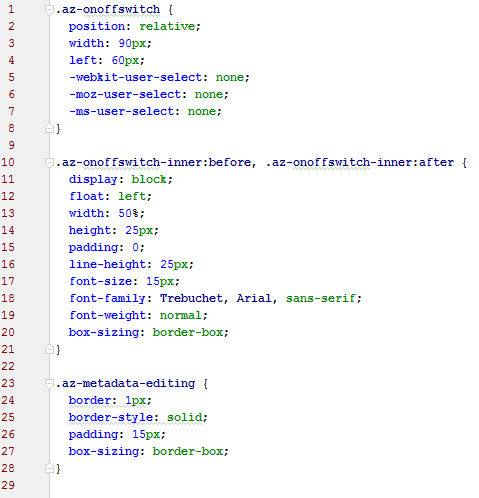 1 .az-onoffswitch {
2 position: relative;
3 width: 90px;
4 left: 60px;
5 -webkit-user-select: none;
6 -moz-user-select: none;
7 -ms-user-select: none;
8 }
9
10 .az-onoffswitch-inner:before, .az-onoffswitch-inner:after {
11 display: block;
12 float: left;
13 width: 50%;
14 height: 25px;
15 padding: 0;
16 line-height: 25px;
17 font-size: 15px;
18 font-family: Trebuchet, Arial, sans-serif;
19 font-weight: normal;
20 box-sizing: border-box;
21 }
22
23 .az-metadata-editing {
24 border: 1px;
25 border-style: solid;
26 padding: 15px;
27 box-sizing: border-box;
28 }
29